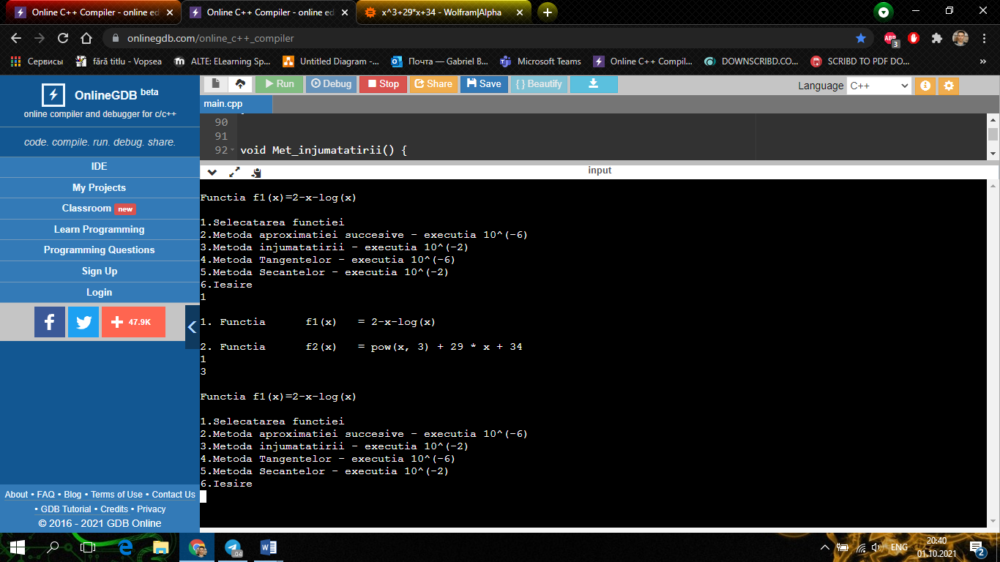 Online C++ Compiler - online ed
Online C++ Compiler - online ed
x^3+29*x+34 - Wolfram|Alpha
onlinegdb.com/online_c++_compiler
ABP
3
Сервисы
fără titlu - Vopsea
m
ALTE: ELearning Sp...
Untitled Diagram -...
Почта — Gabriel B...
Microsoft Teams
Online C++ Compil...
DOWNSCRIBD.CO...
SCRIBD TO PDF DO...
»
OnlineGDB beta
online compiler and debugger for c/c++
code. compile. run. debug. share.
IDE
My Projects
Classroom new
Learn Programming
Programming Questions
Sign Up
Login
f
47.9K
About • FAQ • Blog • Terms of Use • Contact Us
• GDB Tutorial • Credits • Privacy
© 2016 - 2021 GDB Online
Run
Debug
Stop
Share
Save
{ } Beautify
Language C++
main.cpp
90
91
92 void Met_injumatatirii() {
input
Functia f1(x)=2-x-log(x)
1.Selecatarea functiei
2.Metoda aproximatiei succesive - executia 10^(-6)
3.Metoda injumatatirii - executia 10^(-2)
4.Metoda Tangentelor - executia 10^(-6)
5.Metoda Secantelor - executia 10^(-2)
6.Iesire
1
1. Functia f1(x) = 2-x-log(x)
2. Functia f2(x) = pow(x, 3) + 29 * x + 34
1
3
Functia f1(x)=2-x-log(x)
1.Selecatarea functiei
2.Metoda aproximatiei succesive - executia 10^(-6)
3.Metoda injumatatirii - executia 10^(-2)
4.Metoda Tangentelor - executia 10^(-6)
5.Metoda Secantelor - executia 10^(-2)
6.Iesire
04
ENG
20:40
01.10.2021
2